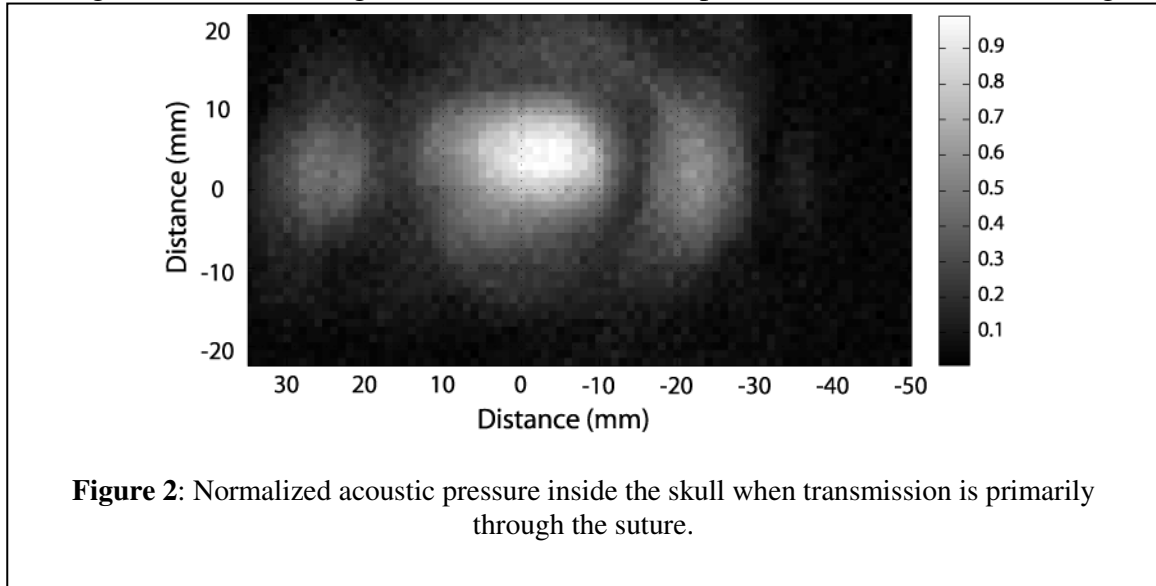 20
10
0
-10
-20
Distance (mm)
30 20 10 0 -10 -20 -30 -40 -50
Distance (mm)
0.9
0.8
0.7
0.6
0.5
0.4
0.3
0.2
0.1
Figure 2: Normalized acoustic pressure inside the skull when transmission is primarily
through the suture.